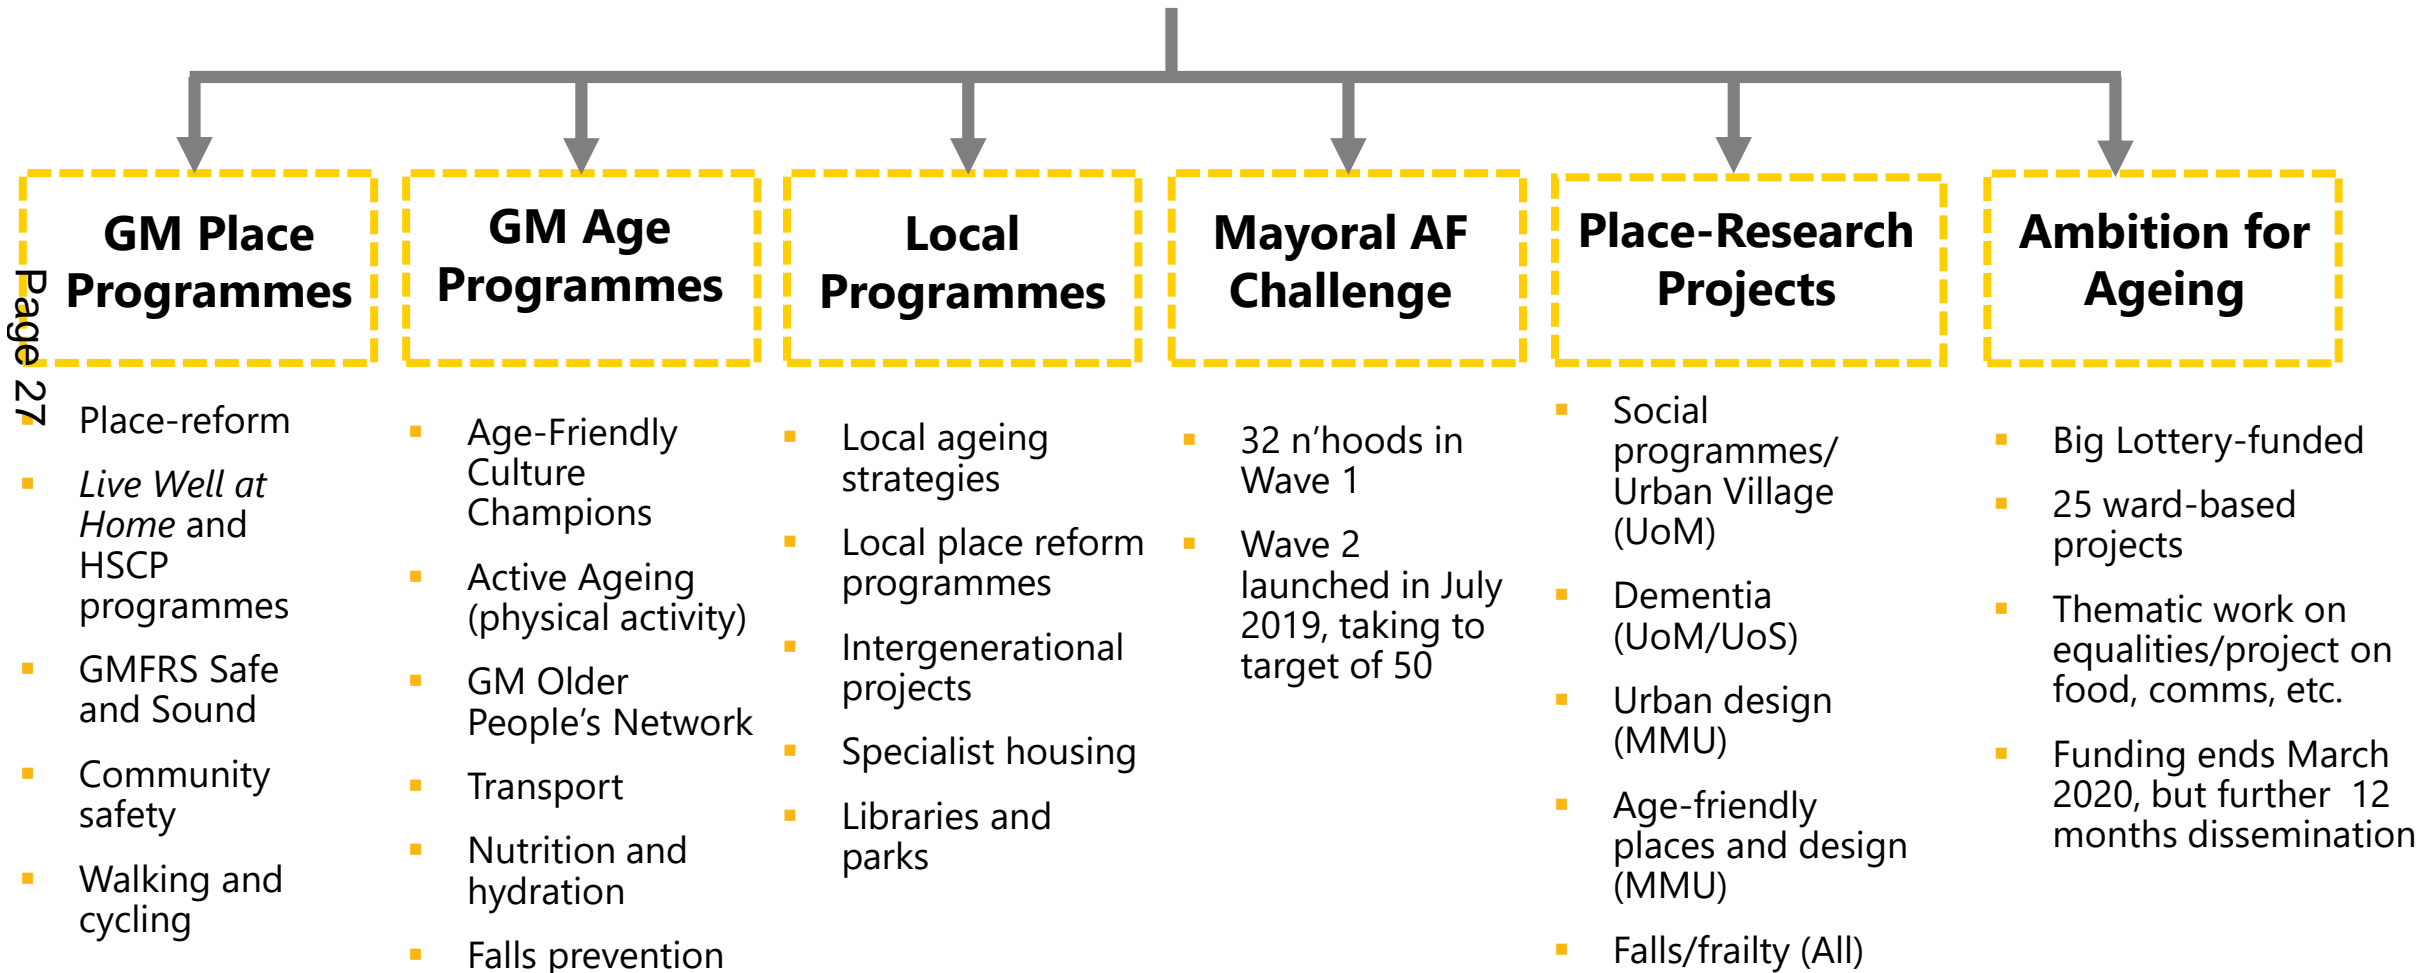 GM Place
Programmes
Page 27
Place-reform
Live Well at
Home and
HSCP
programmes
GMFRS Safe
and Sound
Community
safety
Walking and
cycling
GM Age
Programmes
Age-Friendly
Culture
Champions
Active Ageing
(physical activity)
GM Older
People’s Network
Transport
Nutrition and
hydration
Falls prevention
Local
Programmes
Local ageing
strategies
Local place reform
programmes
Intergenerational
projects
Specialist housing
Libraries and
parks
Mayoral AF
Challenge
32 n’hoods in
Wave 1
Wave 2
launched in July
2019, taking to
target of 50
Place-Research
Projects
Social
programmes/
Urban Village
(UoM)
Dementia
(UoM/UoS)
Urban design
(MMU)
Age-friendly
places and design
(MMU)
Falls/frailty (All)
Ambition for
Ageing
Big Lottery-funded
25 ward-based
projects
Thematic work on
equalities/project on
food, comms, etc.
Funding ends March
2020, but further 12
months dissemination